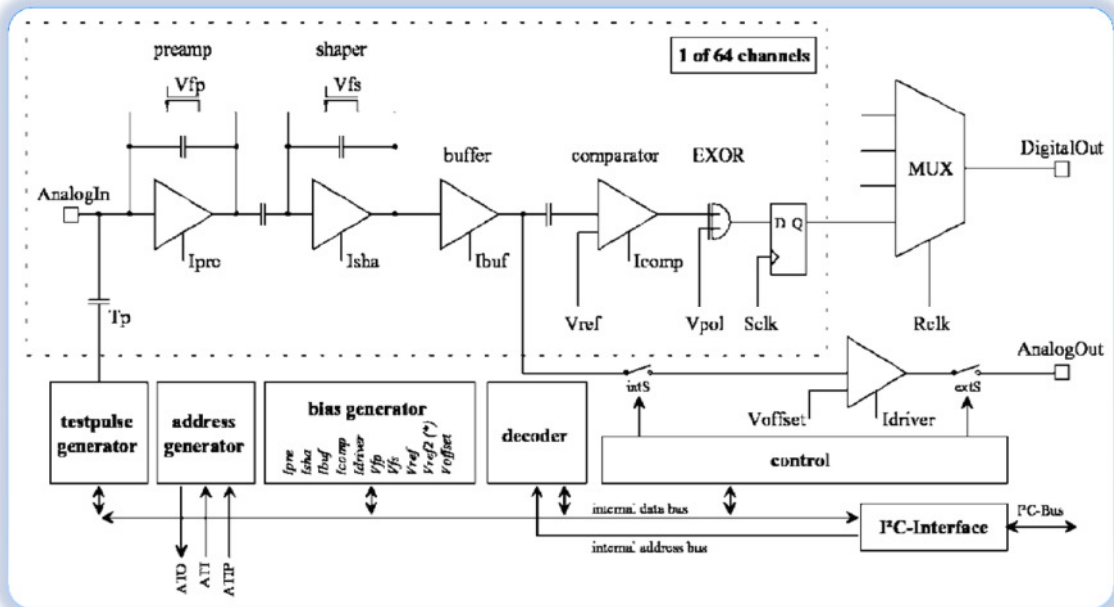 preamp shaper
1 of 64 channels
Vfp Vfs
buffer comparator EXOR
DigitalOut
MUX
AnalogIn
D Q
Ipre Isha Ibuf Icomp
Tp
Vref Vpol Sclk Rclk
AnalogOut
intS extS
testpulse
generator
address
generator
bias generator
Ipre
Isha
Ibuf
Icomp
Idriver
Vfp
Vfs
Vref
Vref2 (*)
Voffset
decoder
Voffset Idriver
control
internal data bus
internal address bus
I²C-Interface
I²C-Bus
ATO
ATI
ATIP